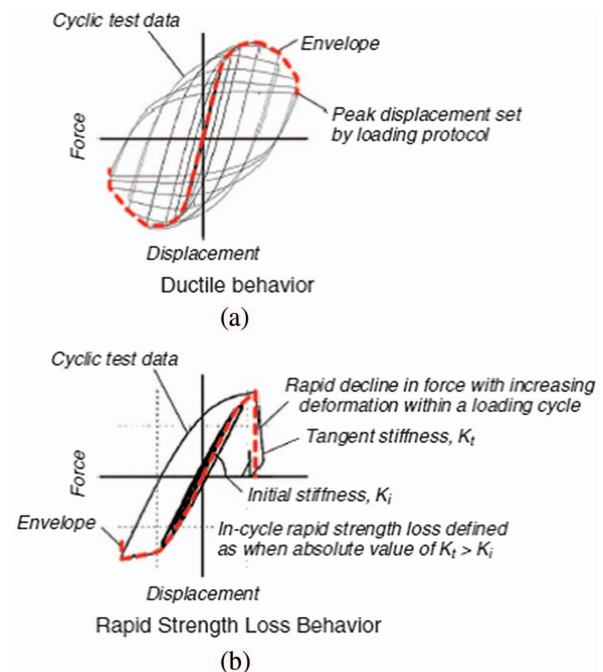 Cyclic test data
Envelope
Peak displacement set
by loading protocol
Force
Displacement
Ductile behavior
(a)
Cyclic test data
Rapid decline in force with increasing
deformation within a loading cycle
Tangent stiffness, Kt
Force
Initial stiffness, Ki
Envelope
In-cycle rapid strength loss defined
as when absolute value of Kt > Ki
Displacement
Rapid Strength Loss Behavior
(b)